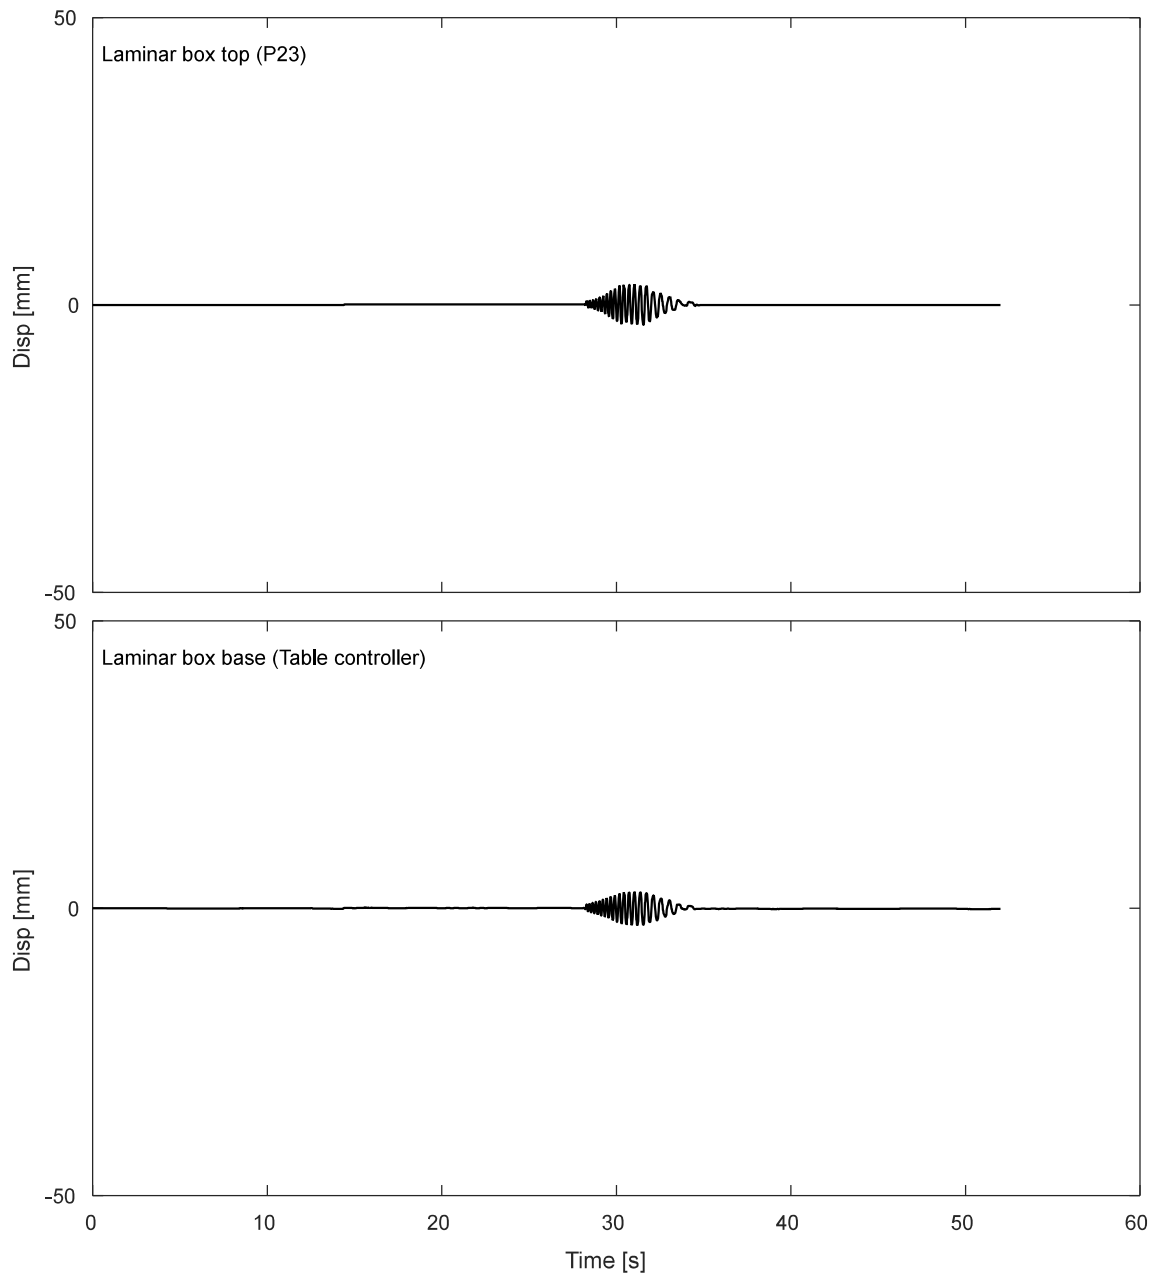 50
Laminar box top (P23)
0
Disp [mm]
-50
50
Laminar box base (Table controller)
0
Disp [mm]
-50
0 10 20 30 40 50 60
Time [s]